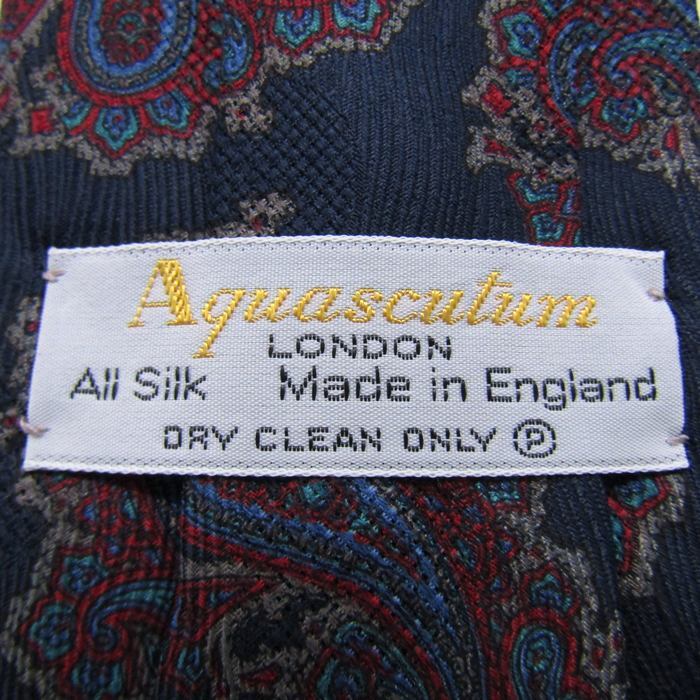 Aquascutum
LONDON
All Silk Made in England
DRY CLEAN ONLY Ⓟ